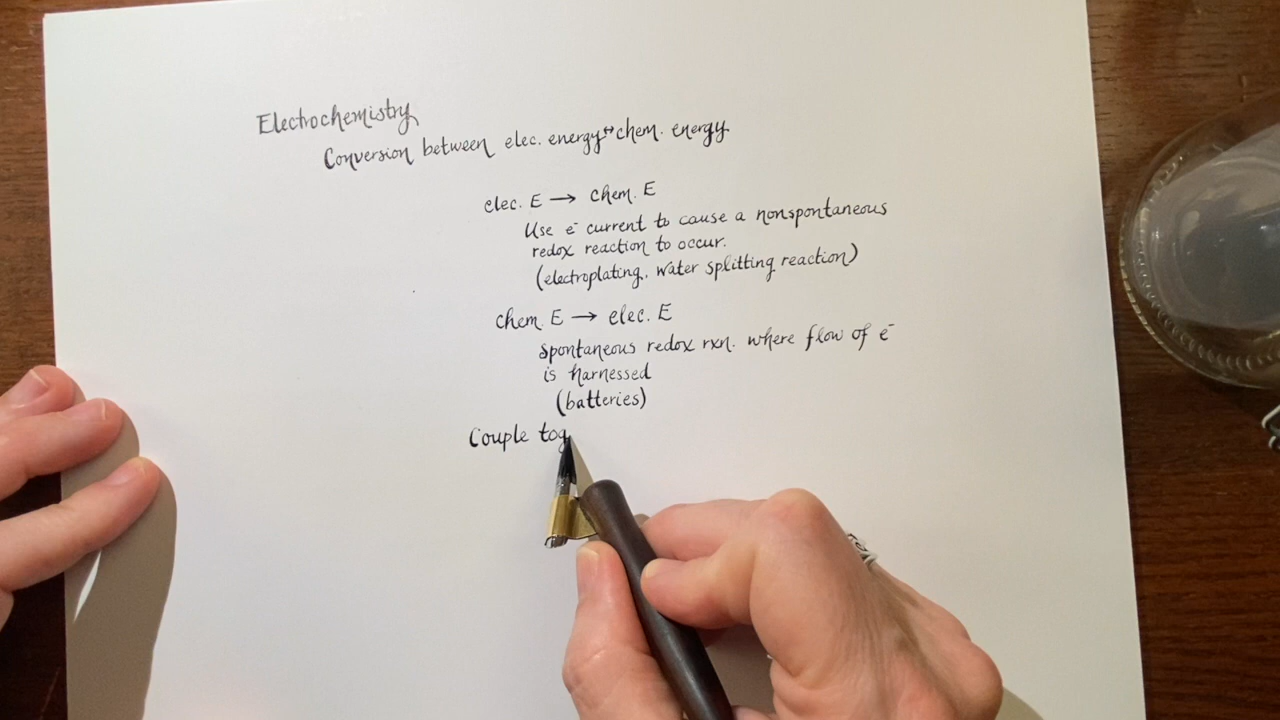 Electrochemistry
Conversion between elec. energy ↔ chem. energy
elec. E → chem. E
Use e⁻ current to cause a nonspontaneous
redox reaction to occur.
(electroplating, water splitting reaction)
chem. E → elec. E
spontaneous redox rxn. where flow of e⁻
is harnessed
(batteries)
Couple tog